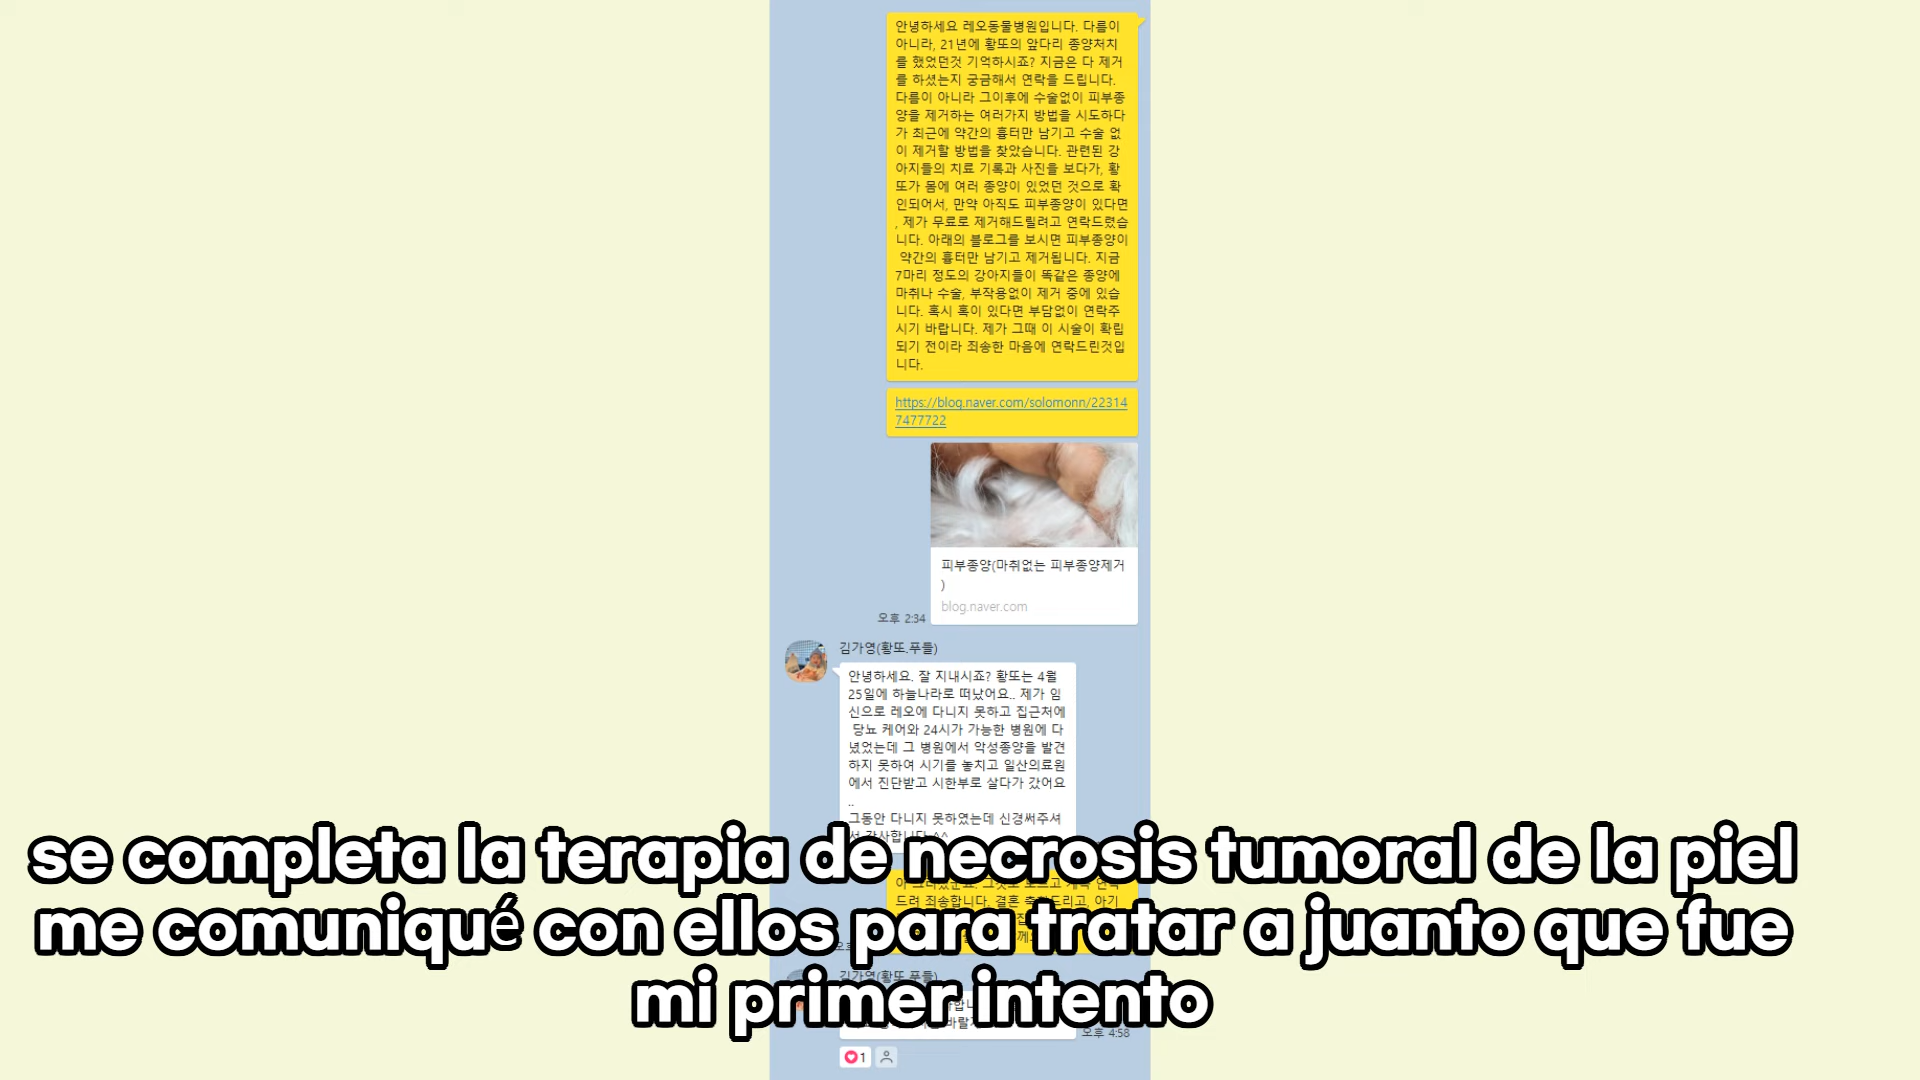 안녕하세요 레오동물병원입니다. 다름이
아니라, 21년에 황또의 앞다리 종양처치
를 했었던것 기억하시죠? 지금은 다 제거
를 하셨는지 궁금해서 연락을 드립니다.
다름이 아니라 그이후에 수술없이 피부종
양을 제거하는 여러가지 방법을 시도하다
가 최근에 약간의 흉터만 남기고 수술 없
이 제거할 방법을 찾았습니다. 관련된 강
아지들의 치료 기록과 사진을 보다가, 황
또가 몸에 여러 종양이 있었던 것으로 확
인되어서, 만약 아직도 피부종양이 있다면
, 제가 무료로 제거해드릴려고 연락드렸습
니다. 아래의 블로그를 보시면 피부종양이
약간의 흉터만 남기고 제거됩니다. 지금
7마리 정도의 강아지들이 똑같은 종양에
마취나 수술, 부작용없이 제거 중에 있습
니다. 혹시 혹이 있다면 부담없이 연락주
시기 바랍니다. 제가 그때 이 시술이 확립
되기 전이라 죄송한 마음에 연락드린것입
니다.
https://blog.naver.com/solomonn/22314
7477722
피부종양(마취없는 피부종양제거
)
blog.naver.com
오후 2:34
김가영(황또.푸들)
안녕하세요. 잘 지내시죠? 황또는 4월
25일에 하늘나라로 떠났어요.. 제가 임
신으로 레오에 다니지 못하고 집근처에
당뇨 케어와 24시가 가능한 병원에 다
녔었는데 그 병원에서 악성종양을 발견
하지 못하여 시기를 놓치고 일산의료원
에서 진단받고 시한부로 살다가 갔어요
..
그동안 다니지 못하였는데 신경써주셔
서 감사합니다 ^^
드려 죄송합니다. 결혼 축하드리고, 아기
김가영(황또.푸들)
오후 4:58
1
se completa la terapia de necrosis tumoral de la piel
me comuniqué con ellos para tratar a juanto que fue
mi primer intento